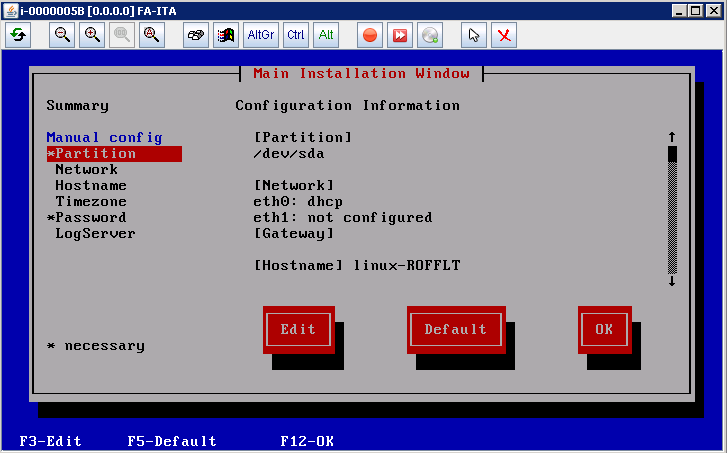 i-0000005B [0.0.0.0] FA-ITA
AltGr Ctrl Alt
Main Installation Window
Summary
Configuration Information
Manual config
*Partition
Network
Hostname
Timezone
*Password
LogServer
[Partition]
/dev/sda
[Network]
eth0: dhcp
eth1: not configured
[Gateway]
[Hostname] linux-ROFFLT
Edit Default OK
* necessary
F3-Edit F5-Default F12-OK